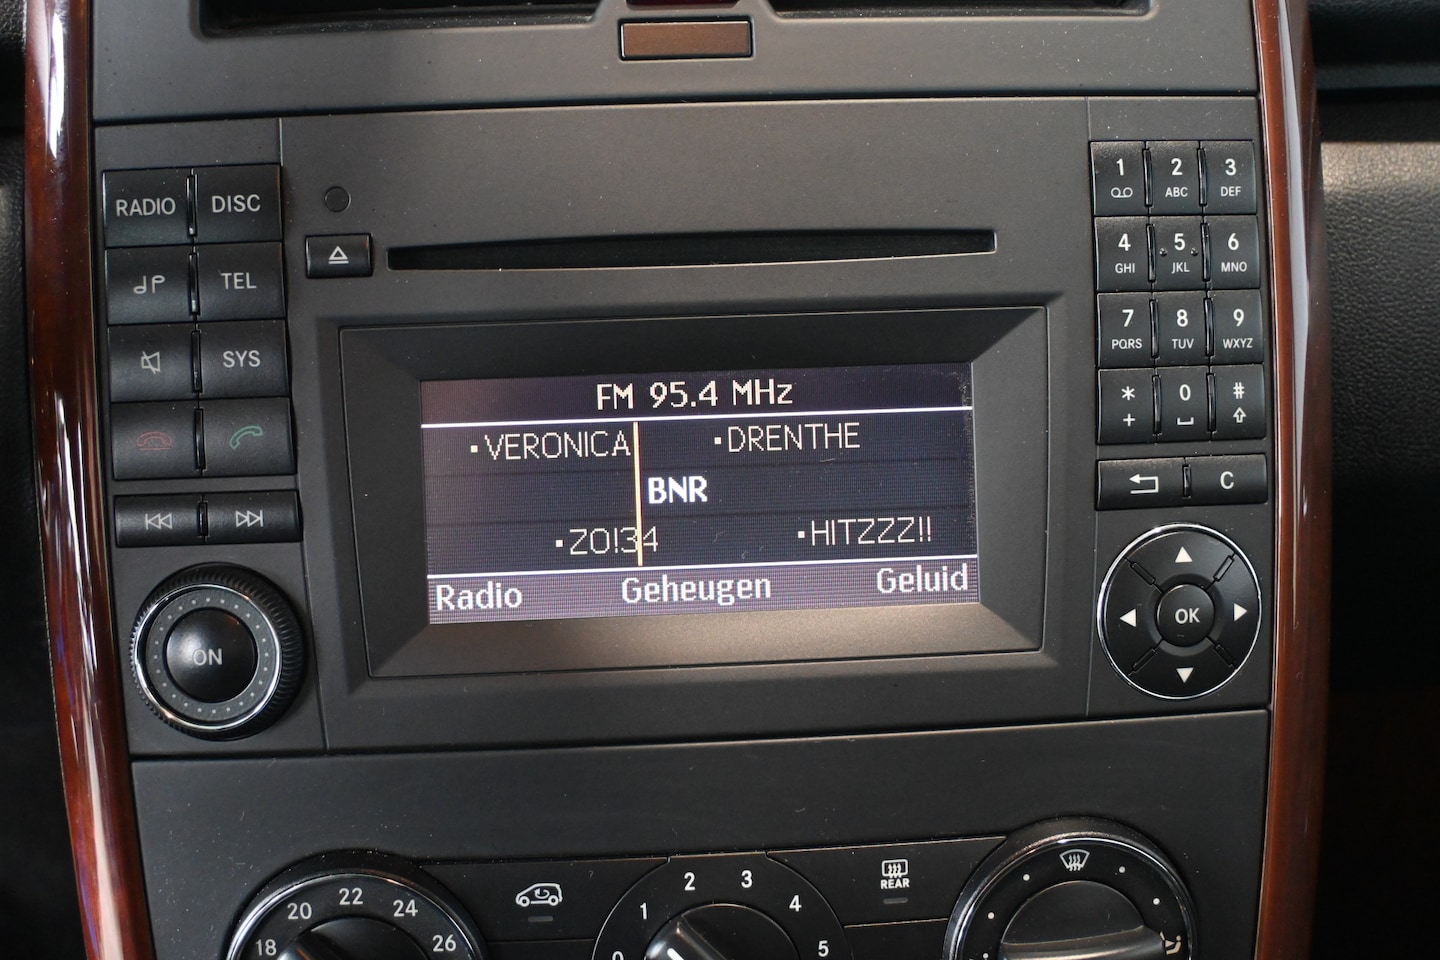 RADIO DISC
TEL
SYS
ON
FM 95.4 MHz
·VERONICA ·DRENTHE
BNR
·ZO!34 ·HITZZZ!!
Radio Geheugen Geluid
1 2 3
ABC DEF
4 5 6
GHI JKL MNO
7 8 9
PQRS TUV WXYZ
* 0 #
+
C
OK
18 20 22 24 26
0 1 2 3 4 5
REAR